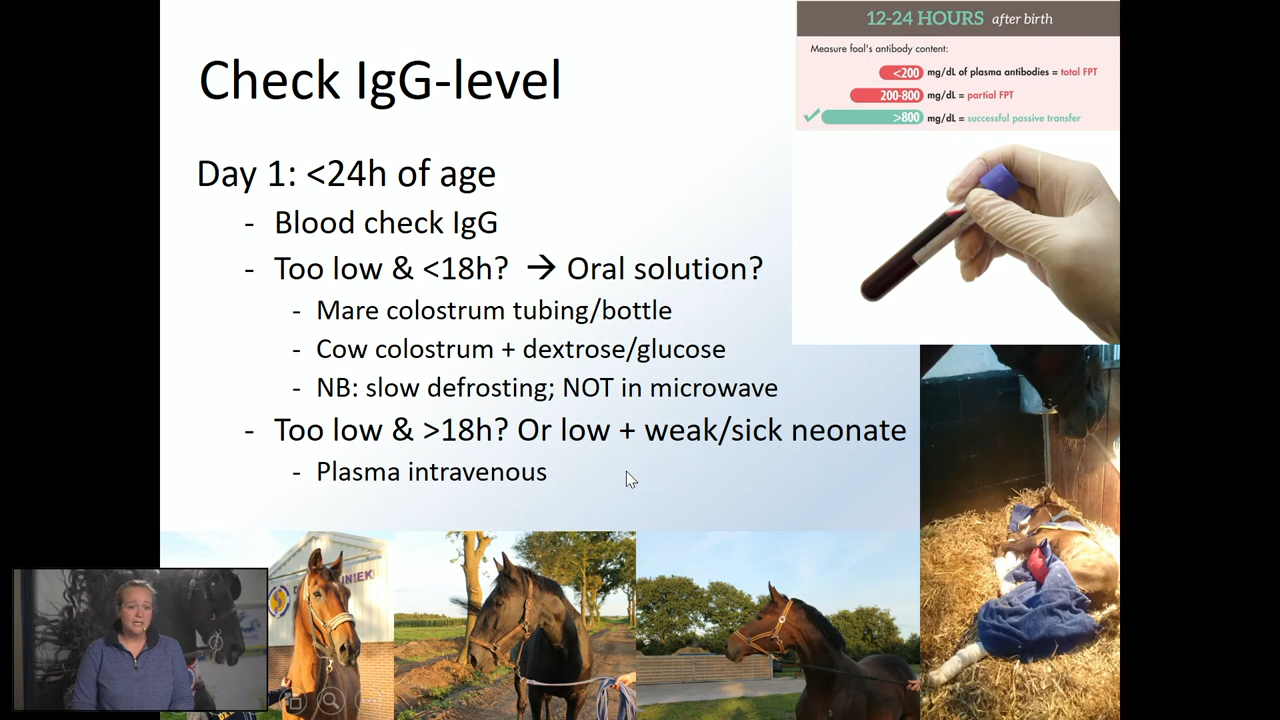 Check IgG-level
12-24 HOURS after birth
Measure foal's antibody content:
<200 mg/dL of plasma antibodies = total FPT
200-800 mg/dL = partial FPT
>800 mg/dL = successful passive transfer
Day 1: <24h of age
- Blood check IgG
- Too low & <18h? → Oral solution?
- Mare colostrum tubing/bottle
- Cow colostrum + dextrose/glucose
- NB: slow defrosting; NOT in microwave
- Too low & >18h? Or low + weak/sick neonate
- Plasma intravenous